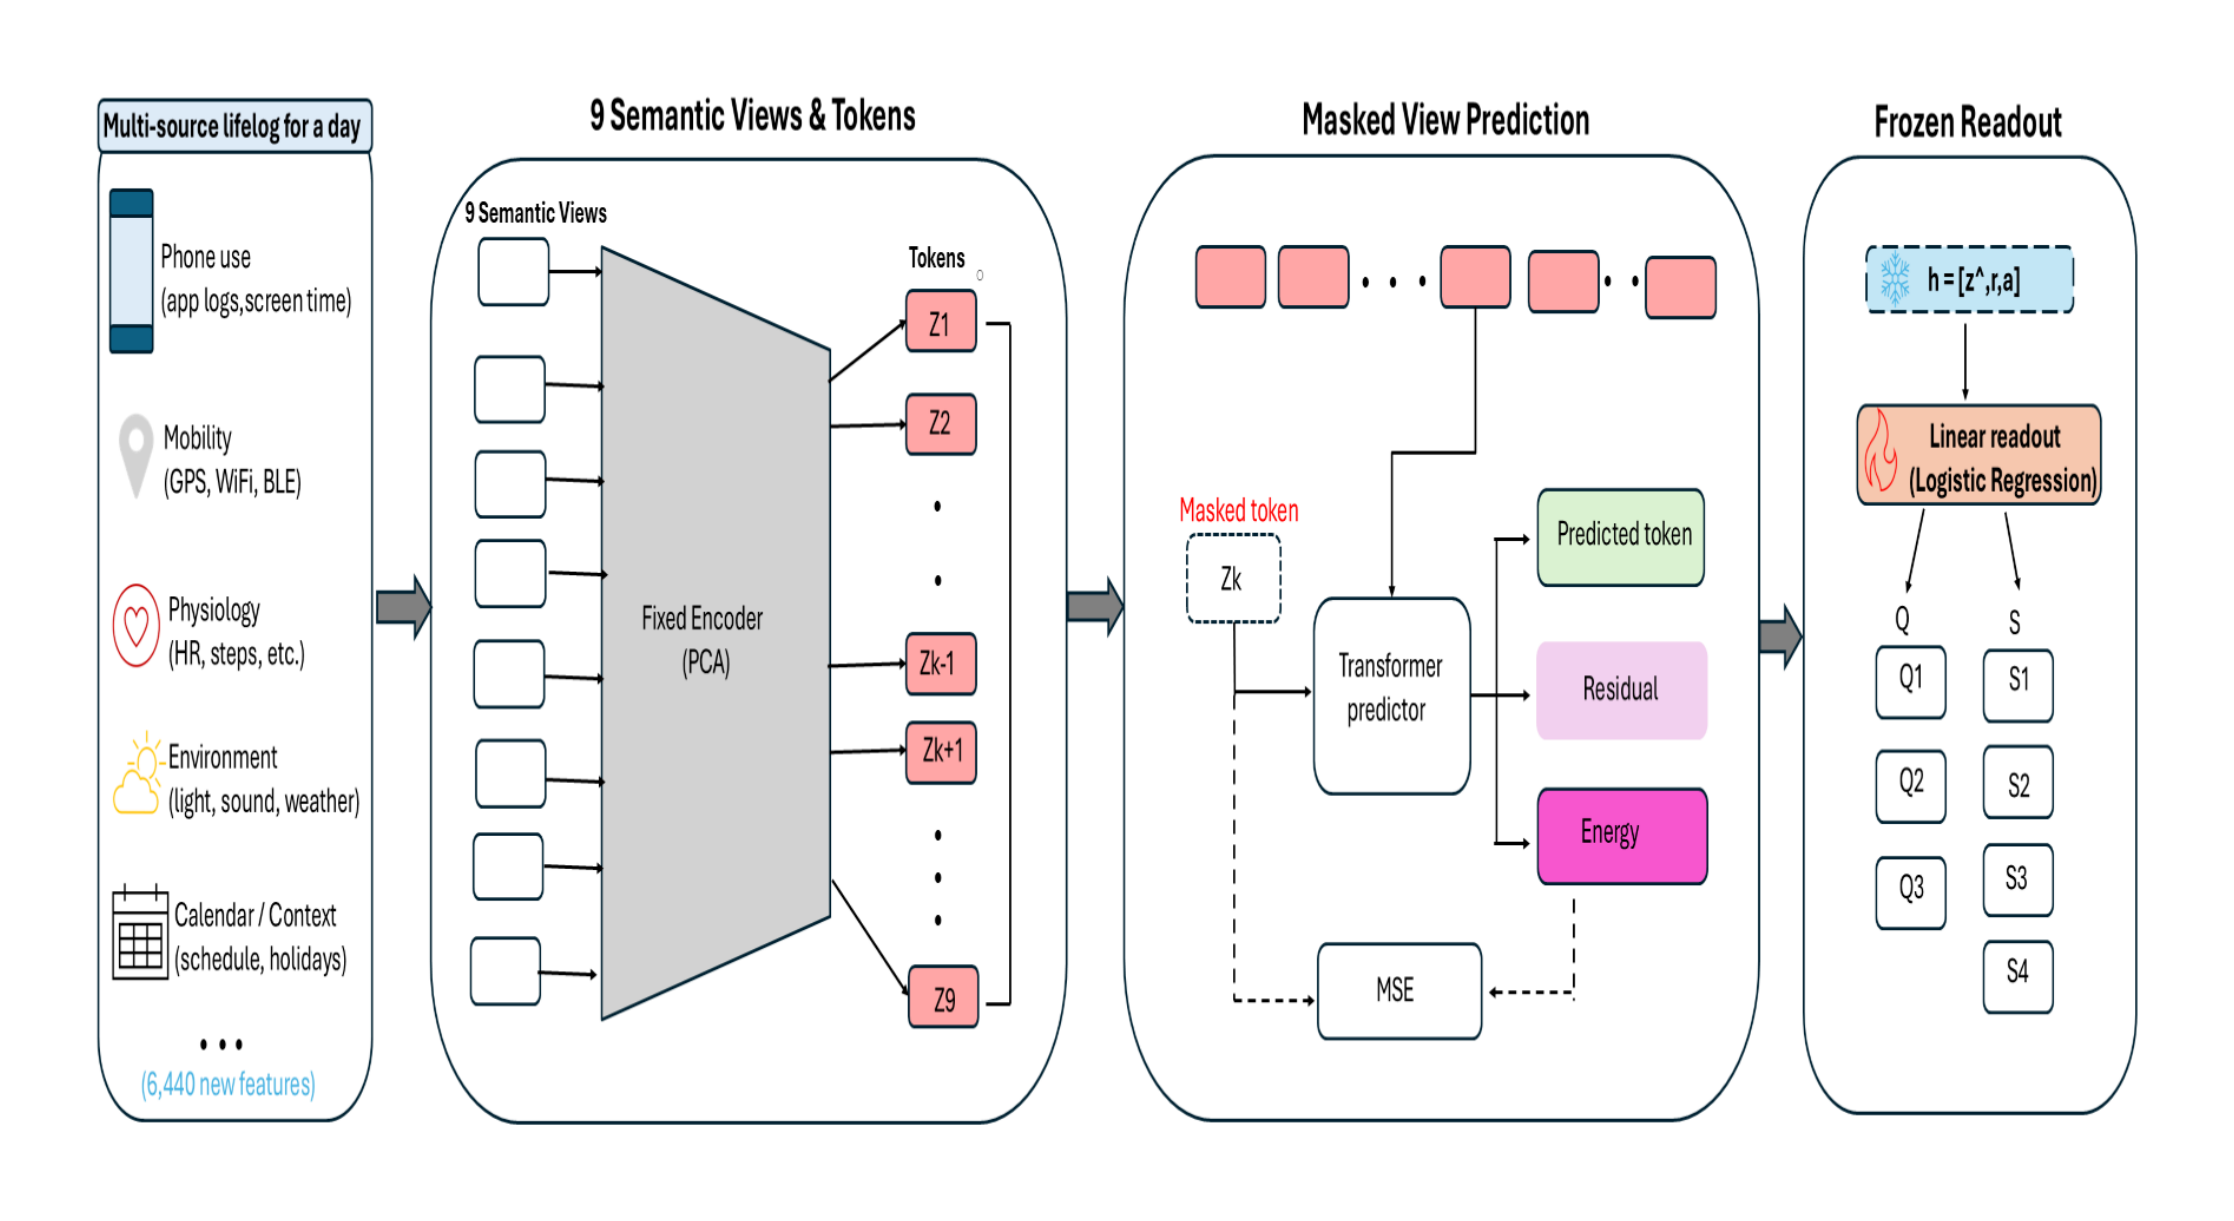 Multi-source lifelog for a day
Phone use
(app logs,screen time)
Mobility
(GPS, WiFi, BLE)
Physiology
(HR, steps, etc.)
Environment
(light, sound, weather)
Calendar / Context
(schedule, holidays)
• • •
(6,440 new features)
9 Semantic Views & Tokens
9 Semantic Views
Fixed Encoder
(PCA)
Tokens
Z1
Z2
Zk-1
Zk+1
Z9
Masked View Prediction
Masked token
Zk
Transformer
predictor
Predicted token
Residual
Energy
MSE
Frozen Readout
h = [z^,r,a]
Linear readout
(Logistic Regression)
Q
S
Q1
S1
Q2
S2
Q3
S3
S4